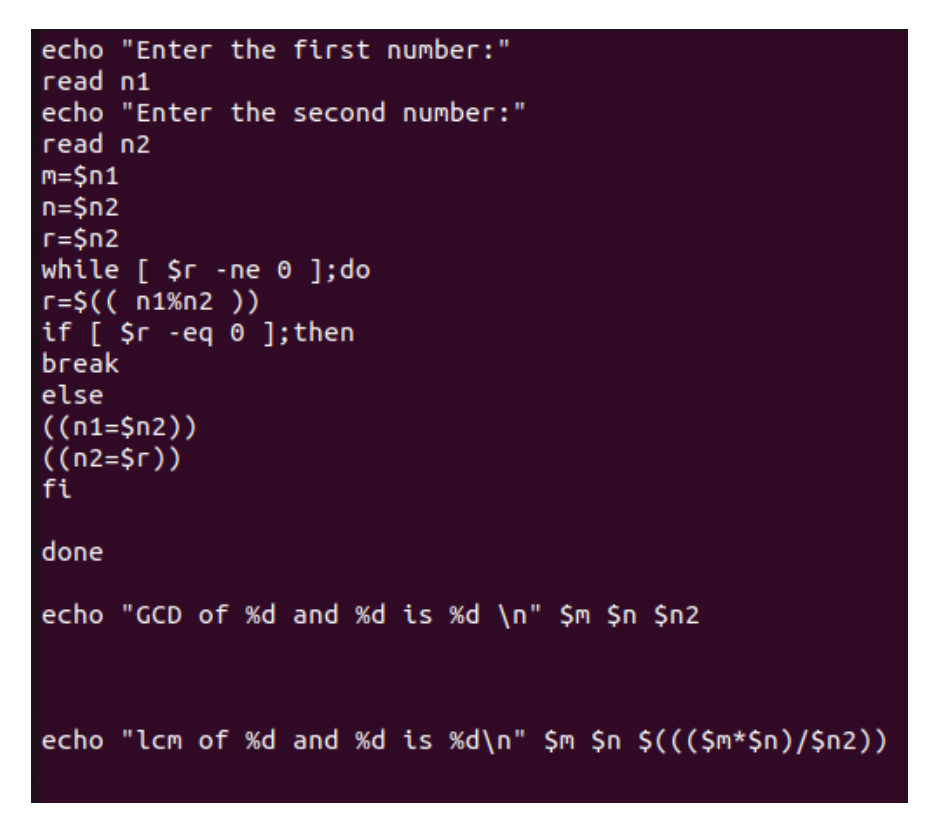 echo "Enter the first number:"
read n1
echo "Enter the second number:"
read n2
m=$n1
n=$n2
r=$n2
while [ $r -ne 0 ];do
r=$(( n1%n2 ))
if [ $r -eq 0 ];then
break
else
((n1=$n2))
((n2=$r))
fi
done
echo "GCD of %d and %d is %d \n" $m $n $n2
echo "lcm of %d and %d is %d\n" $m $n $((($m*$n)/$n2))